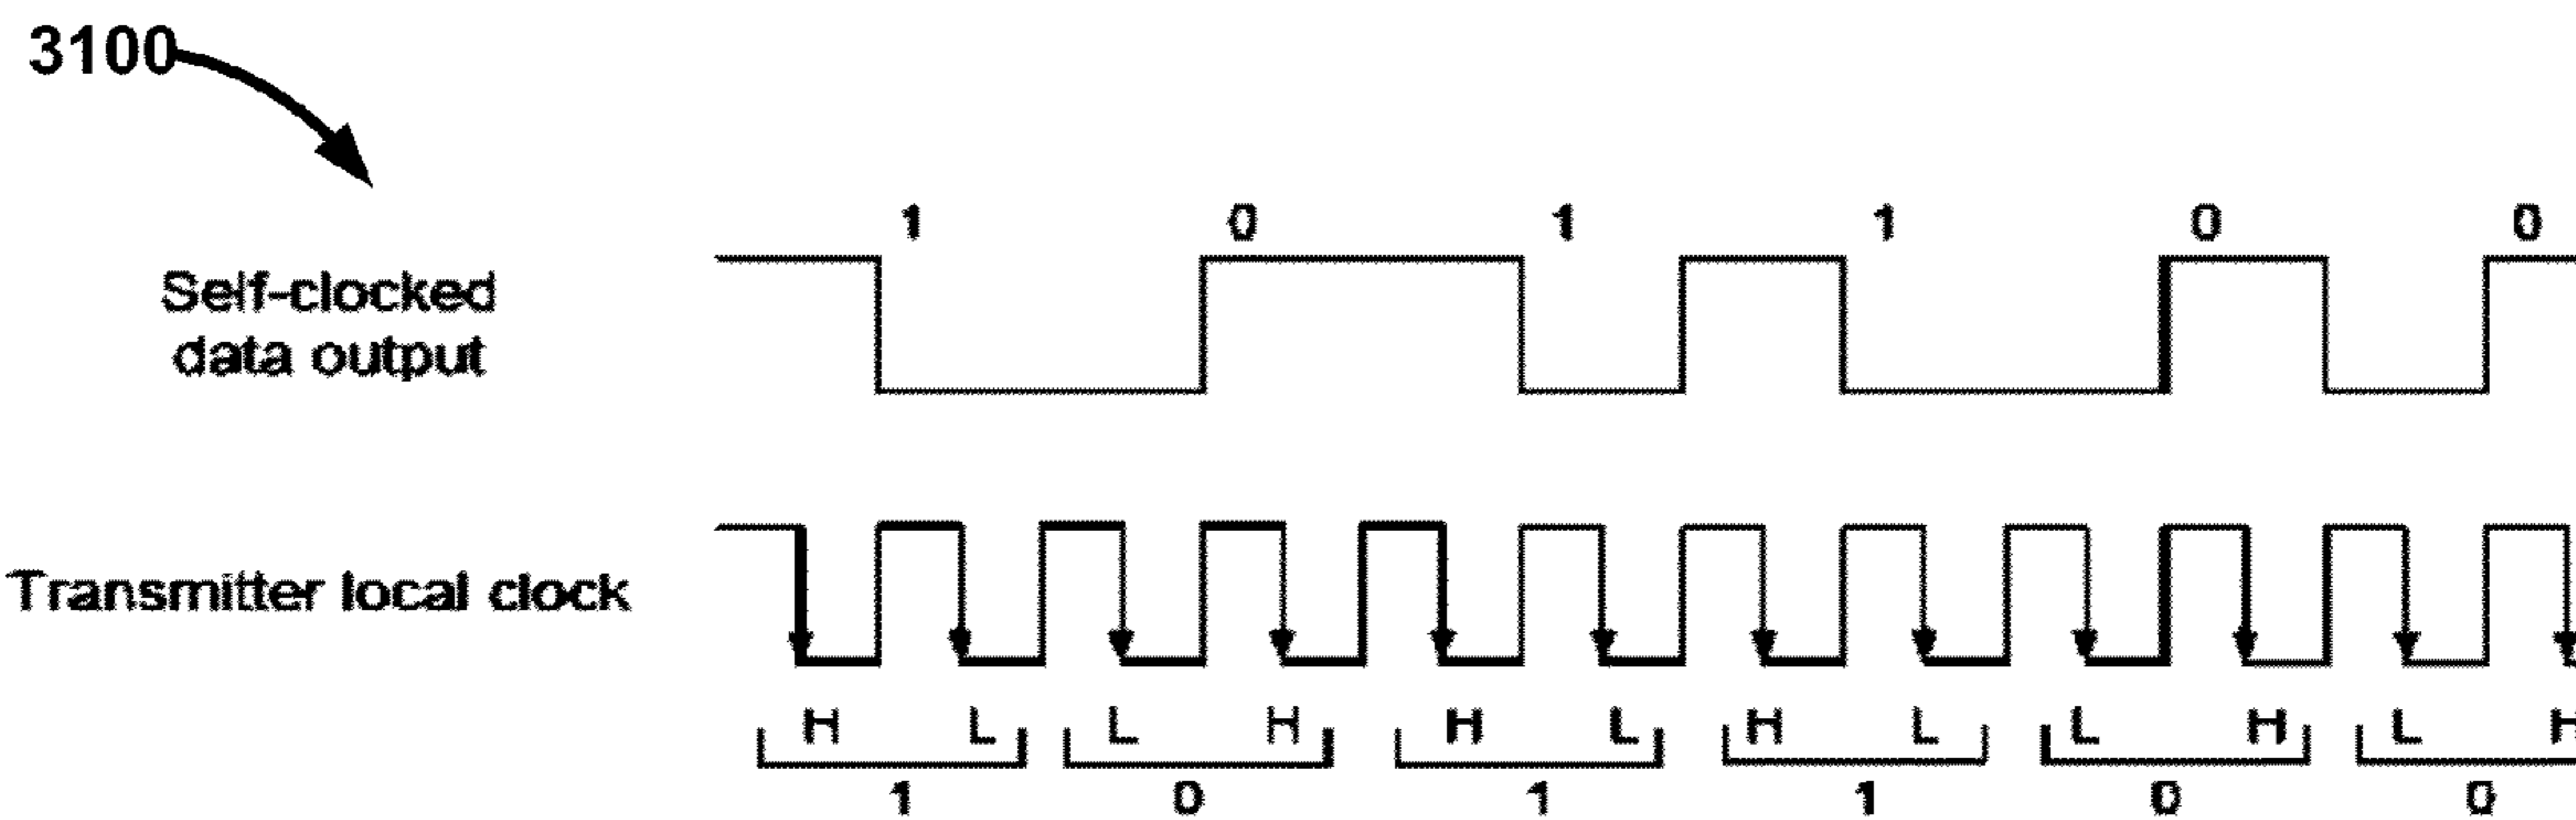 3100
1 0 1 1 0 0
Self-clocked
data output
Transmitter local clock
H L L H H L H L L H L H
1 0 1 1 0 0